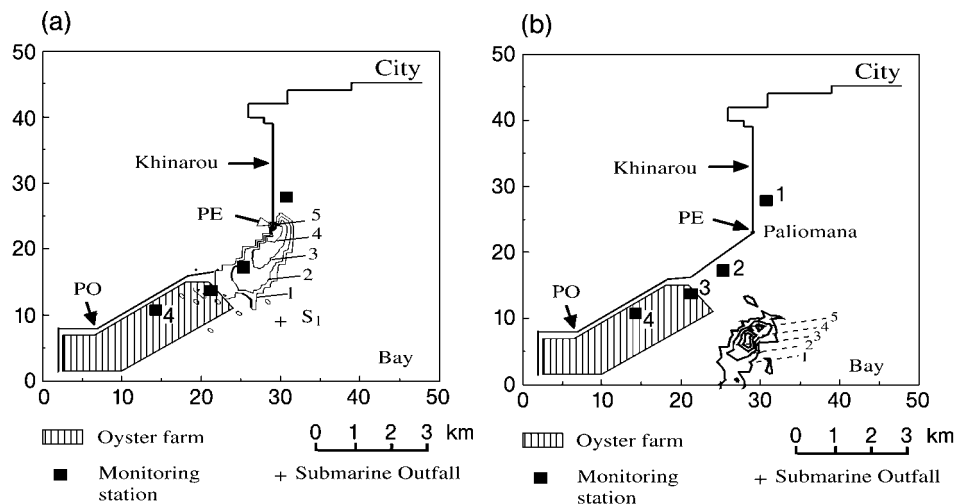 (a)
50
40
30
20
10
0
City
Khinarou
PE
5
4
3
2
1
PO
4
S1
Bay
0 10 20 30 40 50
Oyster farm
0 1 2 3 km
Monitoring station
+ Submarine Outfall
(b)
50
40
30
20
10
0
City
Khinarou
1
PE
Paliomana
2
PO
3
4
5
4
3
2
1
Bay
0 10 20 30 40 50
Oyster farm
0 1 2 3 km
Monitoring station
+ Submarine Outfall